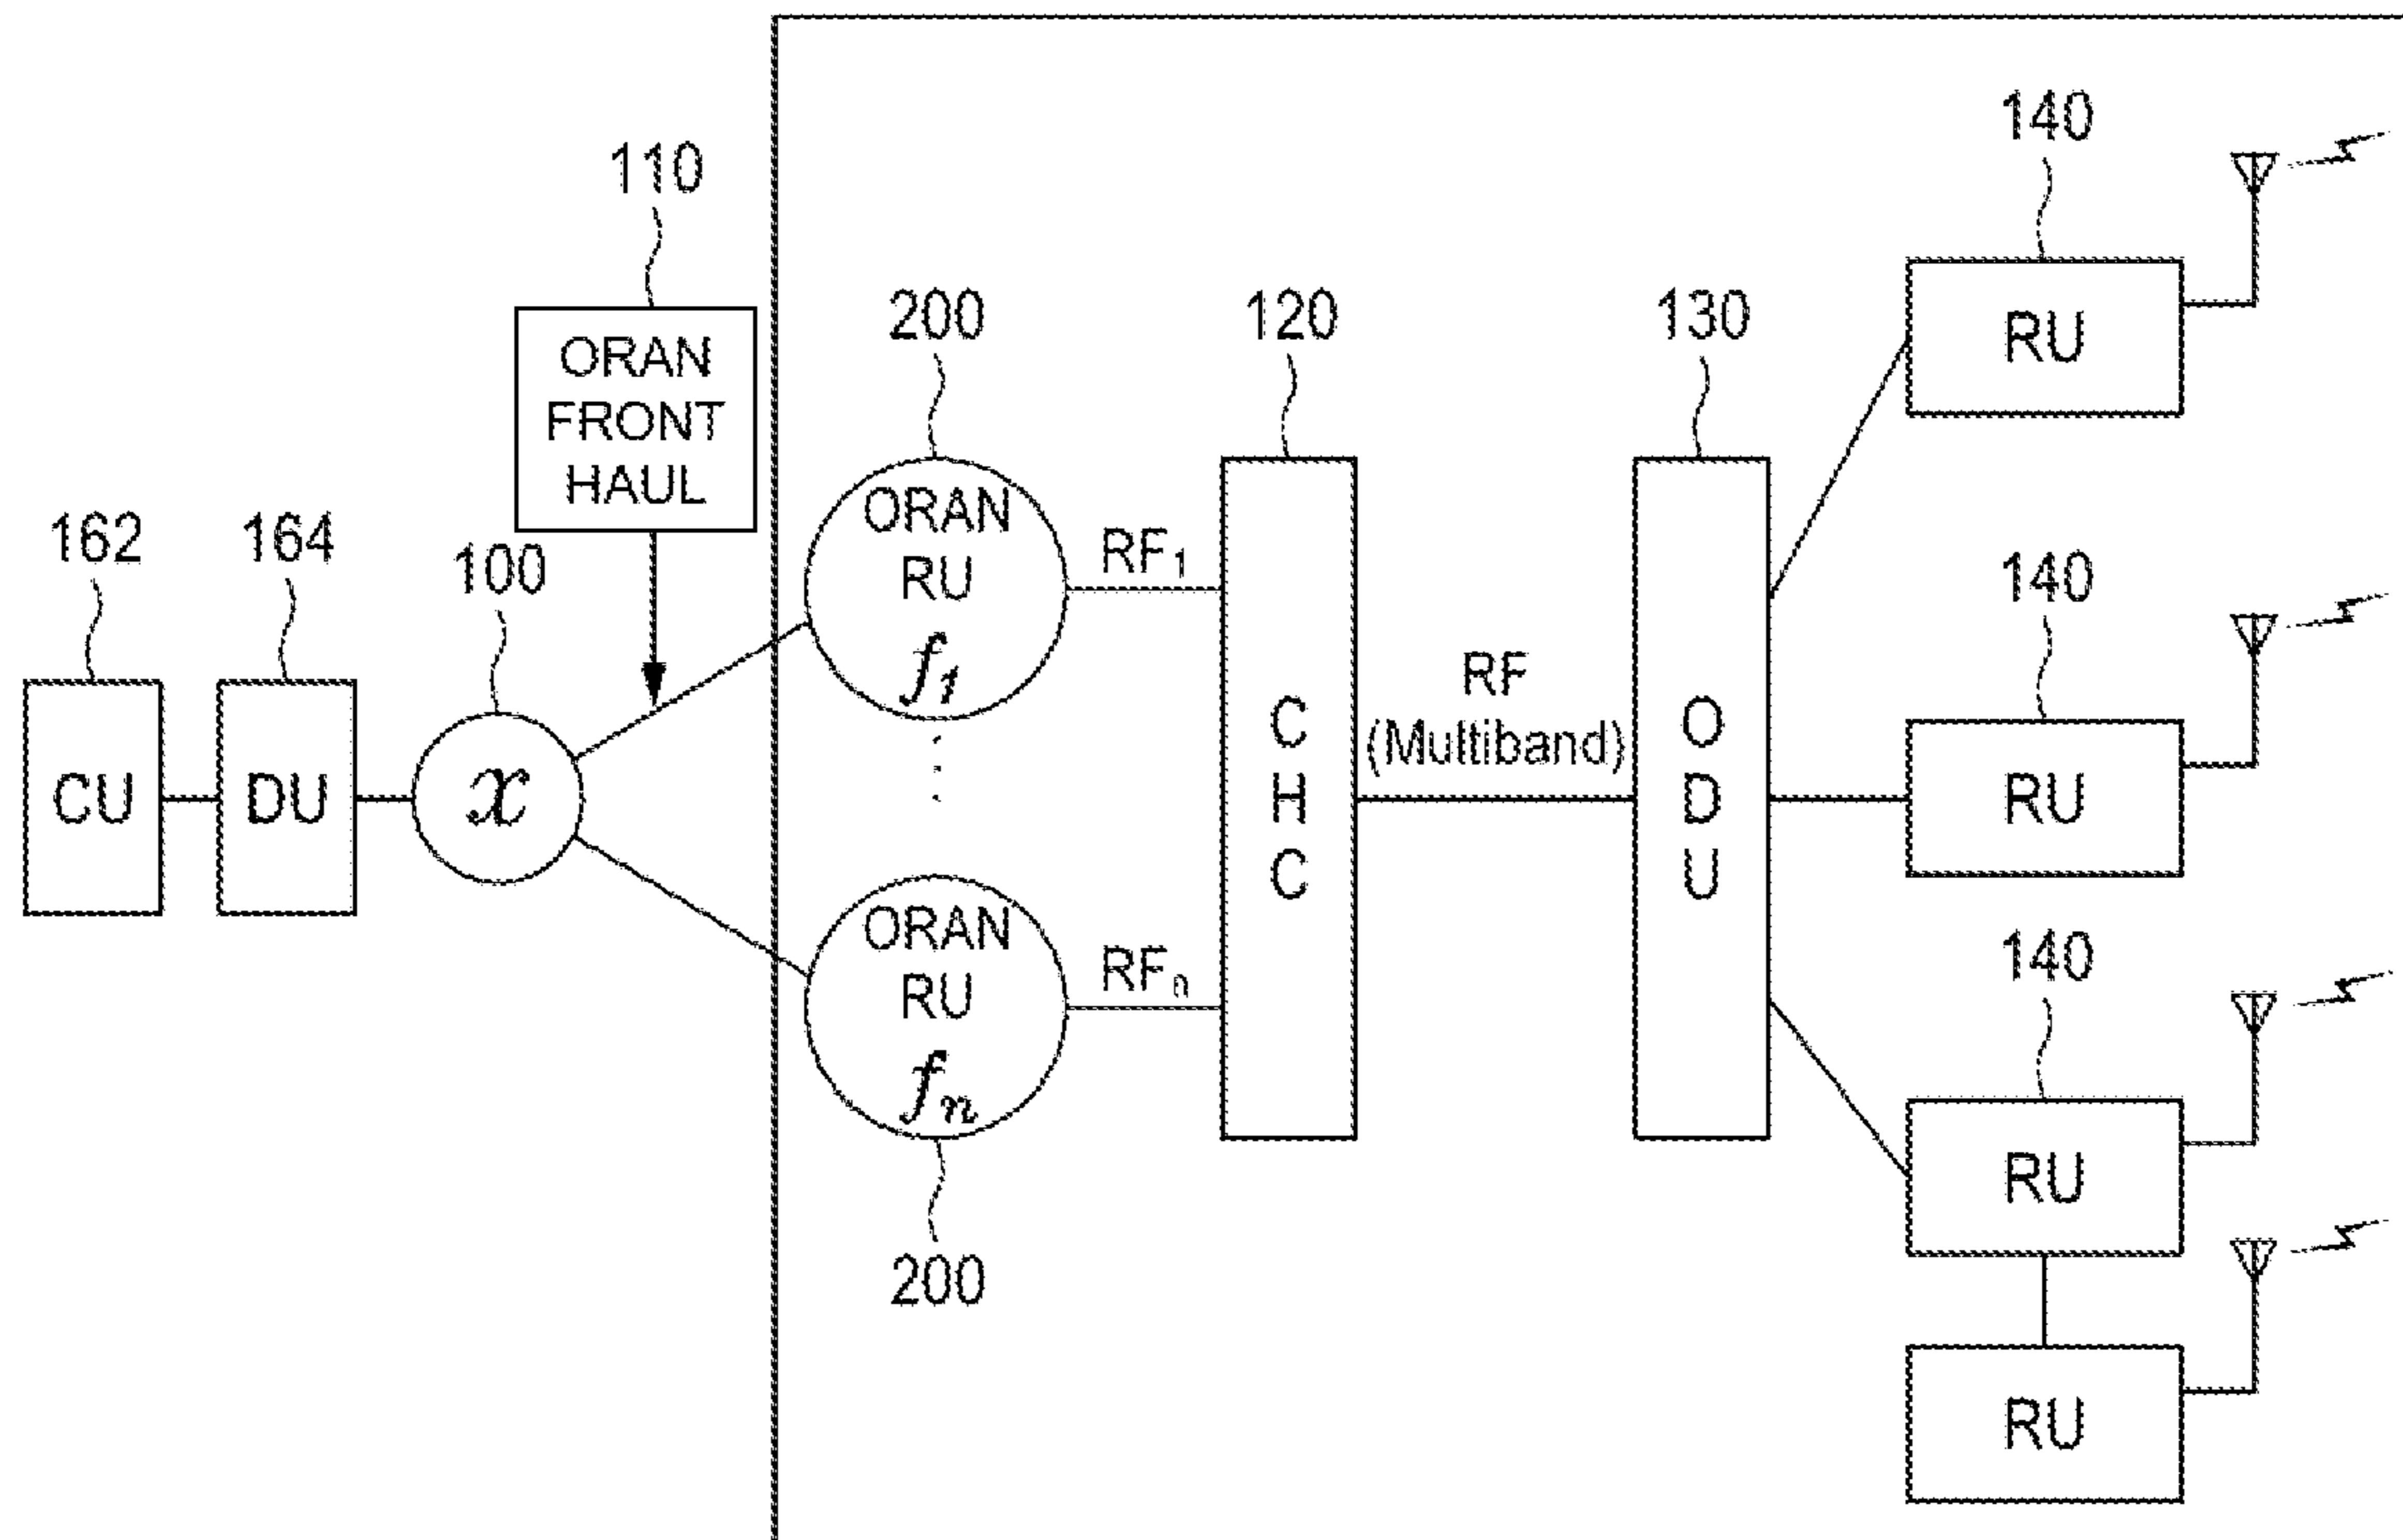 140
110
200
120
130
RU
ORAN
FRONT
HAUL
162
164
100
ORAN
RU
f1
RF1
140
CU
DU
x
C
H
C
RF
(Multiband)
O
D
U
RU
ORAN
RU
fn
RFn
140
200
RU
RU